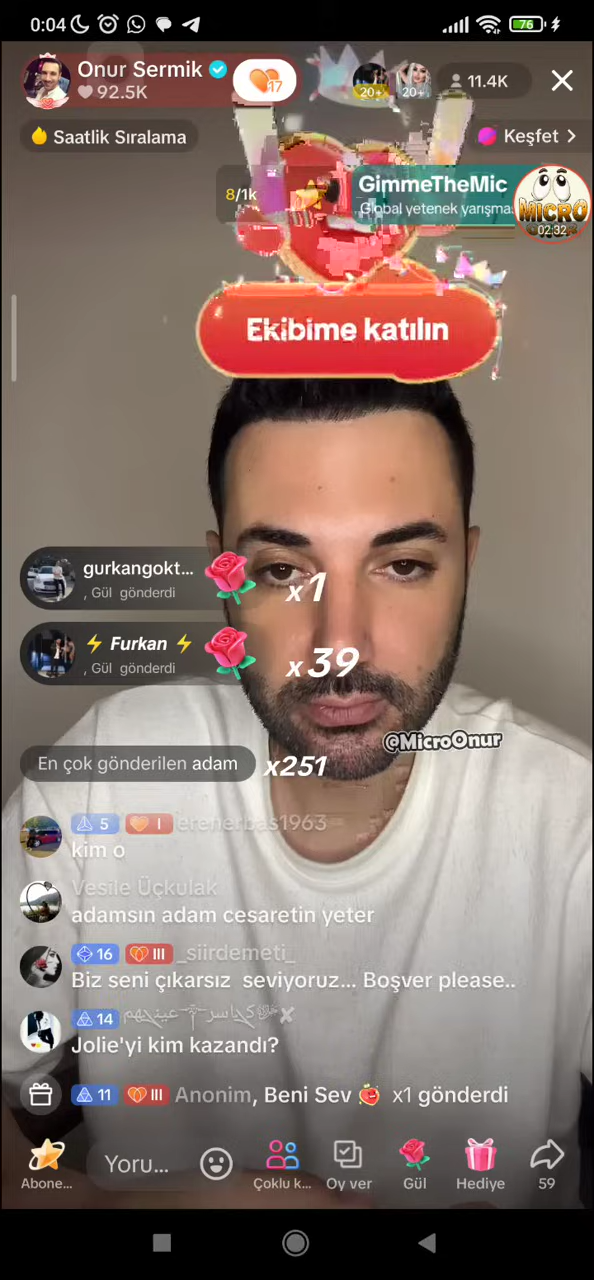 0:04
76
Onur Sermik
92.5K
17
20+
20+
11.4K
Saatlik Sıralama
Keşfet
8/1k
GimmeTheMic
Global yetenek yarışmas
MICRO
02:32
Ekibime katılın
gurkangokt...
, Gül gönderdi
x1
Furkan
, Gül gönderdi
x39
@MicroOnur
En çok gönderilen adam
x251
5 I erenerbas1963
kim o
Vesile Üçkulak
adamsın adam cesaretin yeter
16 III _siirdemeti_
Biz seni çıkarsız seviyoruz... Boşver please..
14
Jolie'yi kim kazandı?
11 III Anonim, Beni Sev x1 gönderdi
Yoru...
Abone...
Çoklu k...
Oy ver
Gül
Hediye
59